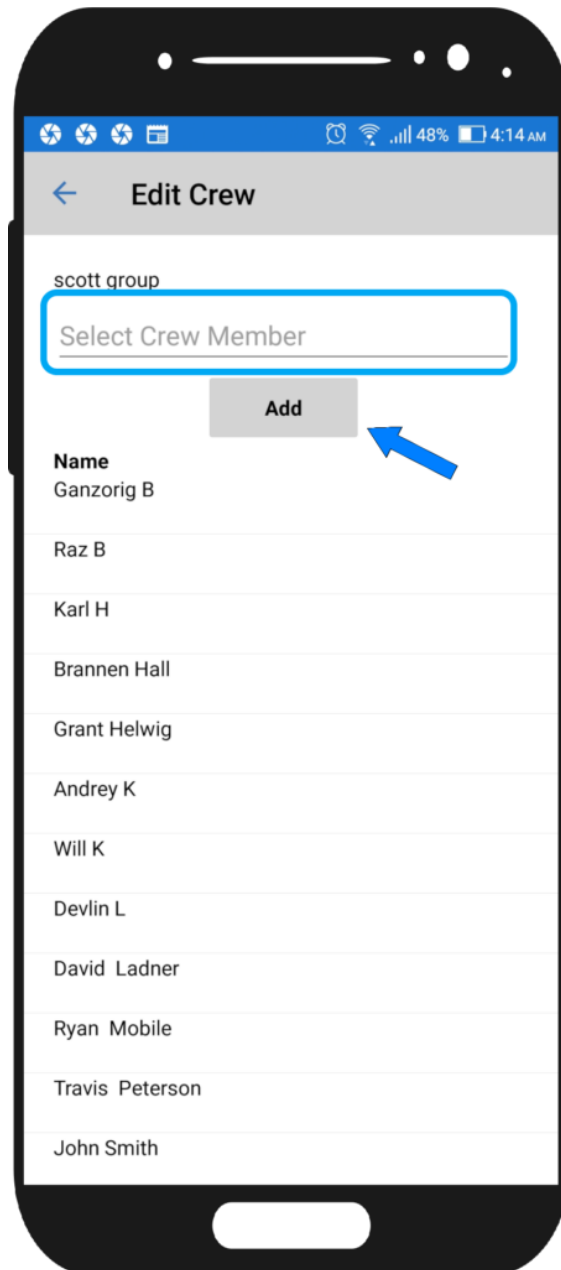 48% 4:14 AM
Edit Crew
scott group
Select Crew Member
Add
Name
Ganzorig B
Raz B
Karl H
Brannen Hall
Grant Helwig
Andrey K
Will K
Devlin L
David  Ladner
Ryan  Mobile
Travis  Peterson
John Smith